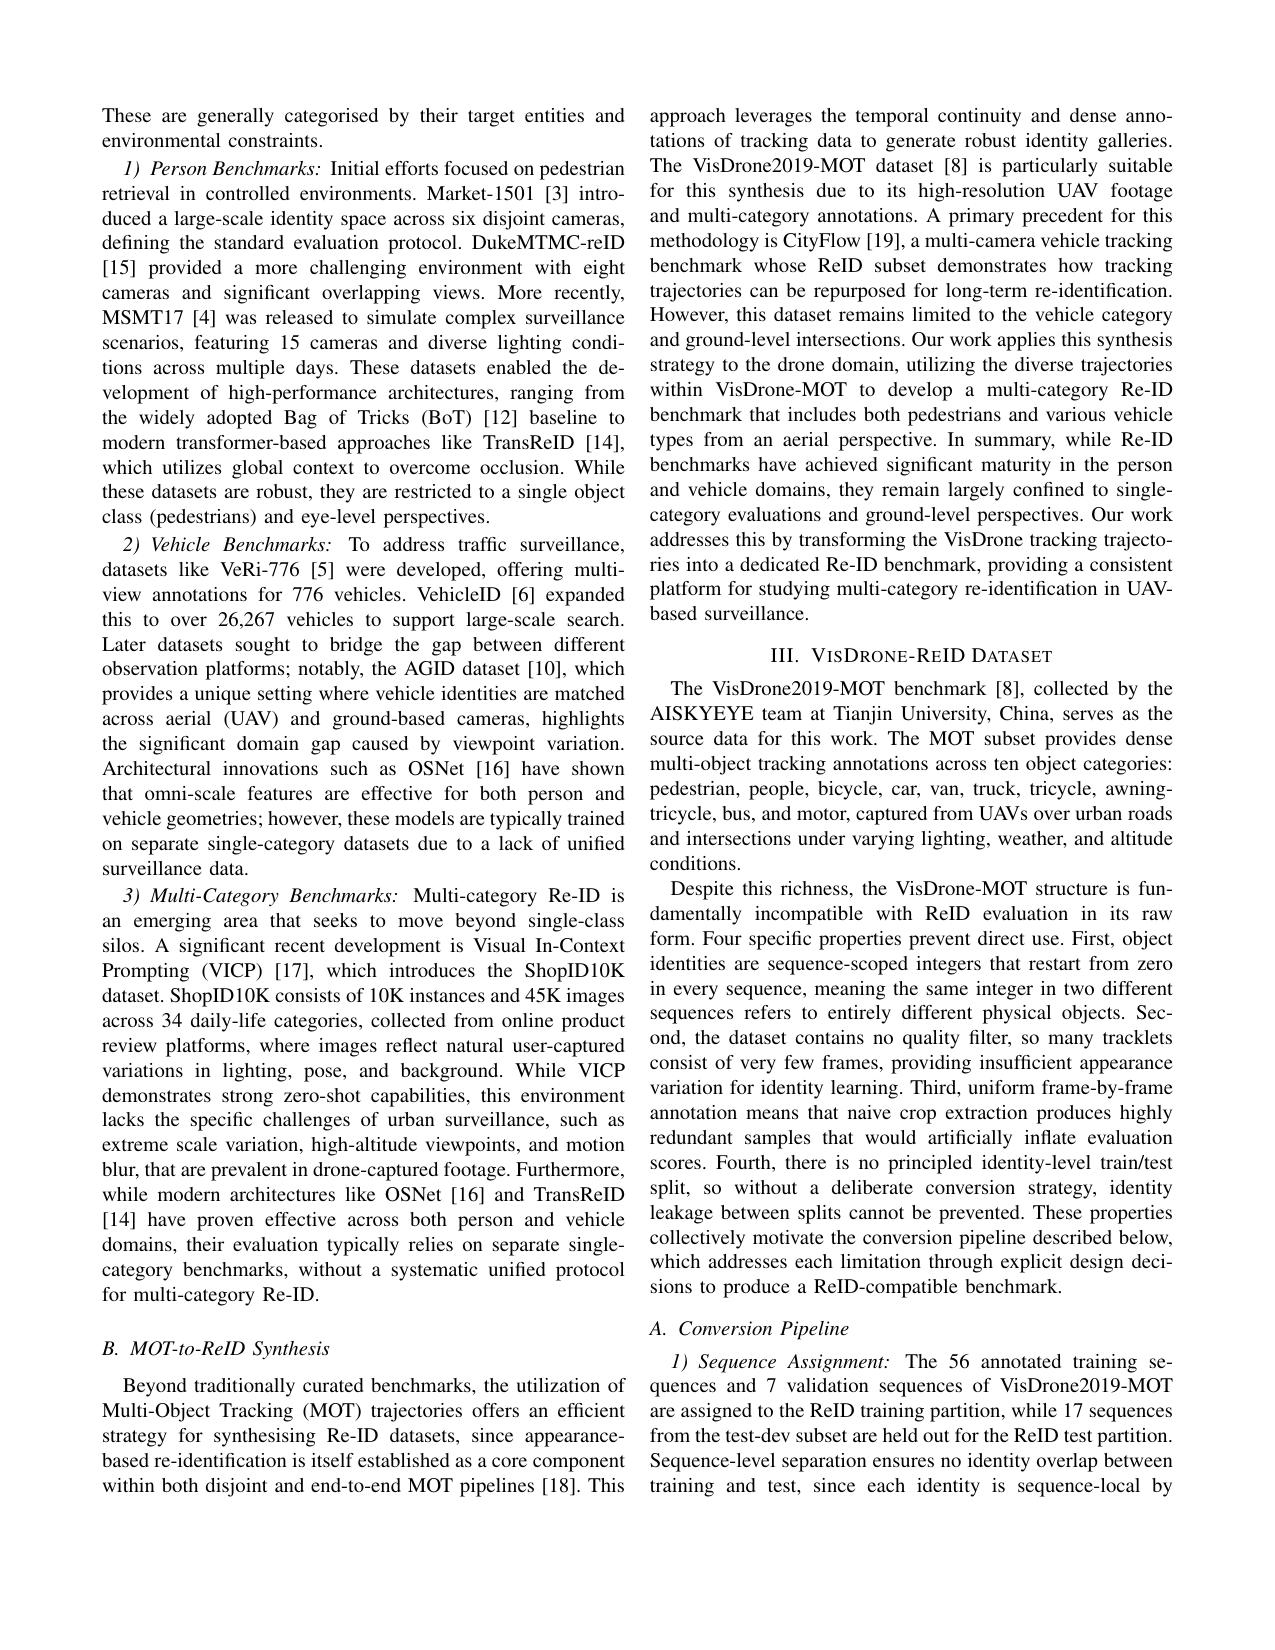 These are generally categorised by their target entities and
environmental constraints.
1) Person Benchmarks: Initial efforts focused on pedestrian
retrieval in controlled environments. Market-1501 [3] intro-
duced a large-scale identity space across six disjoint cameras,
defining the standard evaluation protocol. DukeMTMC-reID
[15] provided a more challenging environment with eight
cameras and significant overlapping views. More recently,
MSMT17 [4] was released to simulate complex surveillance
scenarios, featuring 15 cameras and diverse lighting condi-
tions across multiple days. These datasets enabled the de-
velopment of high-performance architectures, ranging from
the widely adopted Bag of Tricks (BoT) [12] baseline to
modern transformer-based approaches like TransReID [14],
which utilizes global context to overcome occlusion. While
these datasets are robust, they are restricted to a single object
class (pedestrians) and eye-level perspectives.
2) Vehicle Benchmarks: To address traffic surveillance,
datasets like VeRi-776 [5] were developed, offering multi-
view annotations for 776 vehicles. VehicleID [6] expanded
this to over 26,267 vehicles to support large-scale search.
Later datasets sought to bridge the gap between different
observation platforms; notably, the AGID dataset [10], which
provides a unique setting where vehicle identities are matched
across aerial (UAV) and ground-based cameras, highlights
the significant domain gap caused by viewpoint variation.
Architectural innovations such as OSNet [16] have shown
that omni-scale features are effective for both person and
vehicle geometries; however, these models are typically trained
on separate single-category datasets due to a lack of unified
surveillance data.
3) Multi-Category Benchmarks: Multi-category Re-ID is
an emerging area that seeks to move beyond single-class
silos. A significant recent development is Visual In-Context
Prompting (VICP) [17], which introduces the ShopID10K
dataset. ShopID10K consists of 10K instances and 45K images
across 34 daily-life categories, collected from online product
review platforms, where images reflect natural user-captured
variations in lighting, pose, and background. While VICP
demonstrates strong zero-shot capabilities, this environment
lacks the specific challenges of urban surveillance, such as
extreme scale variation, high-altitude viewpoints, and motion
blur, that are prevalent in drone-captured footage. Furthermore,
while modern architectures like OSNet [16] and TransReID
[14] have proven effective across both person and vehicle
domains, their evaluation typically relies on separate single-
category benchmarks, without a systematic unified protocol
for multi-category Re-ID.
B. MOT-to-ReID Synthesis
Beyond traditionally curated benchmarks, the utilization of
Multi-Object Tracking (MOT) trajectories offers an efficient
strategy for synthesising Re-ID datasets, since appearance-
based re-identification is itself established as a core component
within both disjoint and end-to-end MOT pipelines [18]. This
approach leverages the temporal continuity and dense anno-
tations of tracking data to generate robust identity galleries.
The VisDrone2019-MOT dataset [8] is particularly suitable
for this synthesis due to its high-resolution UAV footage
and multi-category annotations. A primary precedent for this
methodology is CityFlow [19], a multi-camera vehicle tracking
benchmark whose ReID subset demonstrates how tracking
trajectories can be repurposed for long-term re-identification.
However, this dataset remains limited to the vehicle category
and ground-level intersections. Our work applies this synthesis
strategy to the drone domain, utilizing the diverse trajectories
within VisDrone-MOT to develop a multi-category Re-ID
benchmark that includes both pedestrians and various vehicle
types from an aerial perspective. In summary, while Re-ID
benchmarks have achieved significant maturity in the person
and vehicle domains, they remain largely confined to single-
category evaluations and ground-level perspectives. Our work
addresses this by transforming the VisDrone tracking trajecto-
ries into a dedicated Re-ID benchmark, providing a consistent
platform for studying multi-category re-identification in UAV-
based surveillance.
III. VISDRONE-REID DATASET
The VisDrone2019-MOT benchmark [8], collected by the
AISKYEYE team at Tianjin University, China, serves as the
source data for this work. The MOT subset provides dense
multi-object tracking annotations across ten object categories:
pedestrian, people, bicycle, car, van, truck, tricycle, awning-
tricycle, bus, and motor, captured from UAVs over urban roads
and intersections under varying lighting, weather, and altitude
conditions.
Despite this richness, the VisDrone-MOT structure is fun-
damentally incompatible with ReID evaluation in its raw
form. Four specific properties prevent direct use. First, object
identities are sequence-scoped integers that restart from zero
in every sequence, meaning the same integer in two different
sequences refers to entirely different physical objects. Sec-
ond, the dataset contains no quality filter, so many tracklets
consist of very few frames, providing insufficient appearance
variation for identity learning. Third, uniform frame-by-frame
annotation means that naive crop extraction produces highly
redundant samples that would artificially inflate evaluation
scores. Fourth, there is no principled identity-level train/test
split, so without a deliberate conversion strategy, identity
leakage between splits cannot be prevented. These properties
collectively motivate the conversion pipeline described below,
which addresses each limitation through explicit design deci-
sions to produce a ReID-compatible benchmark.
A. Conversion Pipeline
1) Sequence Assignment: The 56 annotated training se-
quences and 7 validation sequences of VisDrone2019-MOT
are assigned to the ReID training partition, while 17 sequences
from the test-dev subset are held out for the ReID test partition.
Sequence-level separation ensures no identity overlap between
training and test, since each identity is sequence-local by